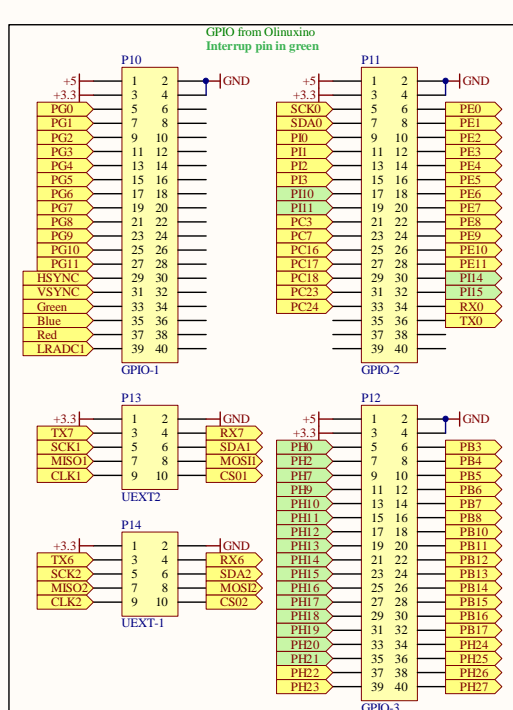 GPIO from Olinuxino
Interrup pin in green
P10
+5 1 2 GND
+3.3 3 4
PG0 5 6
PG1 7 8
PG2 9 10
PG3 11 12
PG4 13 14
PG5 15 16
PG6 17 18
PG7 19 20
PG8 21 22
PG9 23 24
PG10 25 26
PG11 27 28
HSYNC 29 30
VSYNC 31 32
Green 33 34
Blue 35 36
Red 37 38
LRADC1 39 40
GPIO-1
P11
+5 1 2 GND
+3.3 3 4
SCK0 5 6 PE0
SDA0 7 8 PE1
PI0 9 10 PE2
PI1 11 12 PE3
PI2 13 14 PE4
PI3 15 16 PE5
PI10 17 18 PE6
PI11 19 20 PE7
PC3 21 22 PE8
PC7 23 24 PE9
PC16 25 26 PE10
PC17 27 28 PE11
PC18 29 30 PI14
PC23 31 32 PI15
PC24 33 34 RX0
35 36 TX0
37 38
39 40
GPIO-2
P13
+3.3 1 2 GND
TX7 3 4 RX7
SCK1 5 6 SDA1
MISO1 7 8 MOSI1
CLK1 9 10 CS01
UEXT2
P14
+3.3 1 2 GND
TX6 3 4 RX6
SCK2 5 6 SDA2
MISO2 7 8 MOSI2
CLK2 9 10 CS02
UEXT-1
P12
+5 1 2 GND
+3.3 3 4
PH0 5 6 PB3
PH2 7 8 PB4
PH7 9 10 PB5
PH9 11 12 PB6
PH10 13 14 PB7
PH11 15 16 PB8
PH12 17 18 PB10
PH13 19 20 PB11
PH14 21 22 PB12
PH15 23 24 PB13
PH16 25 26 PB14
PH17 27 28 PB15
PH18 29 30 PB16
PH19 31 32 PB17
PH20 33 34 PH24
PH21 35 36 PH25
PH22 37 38 PH26
PH23 39 40 PH27
GPIO-3